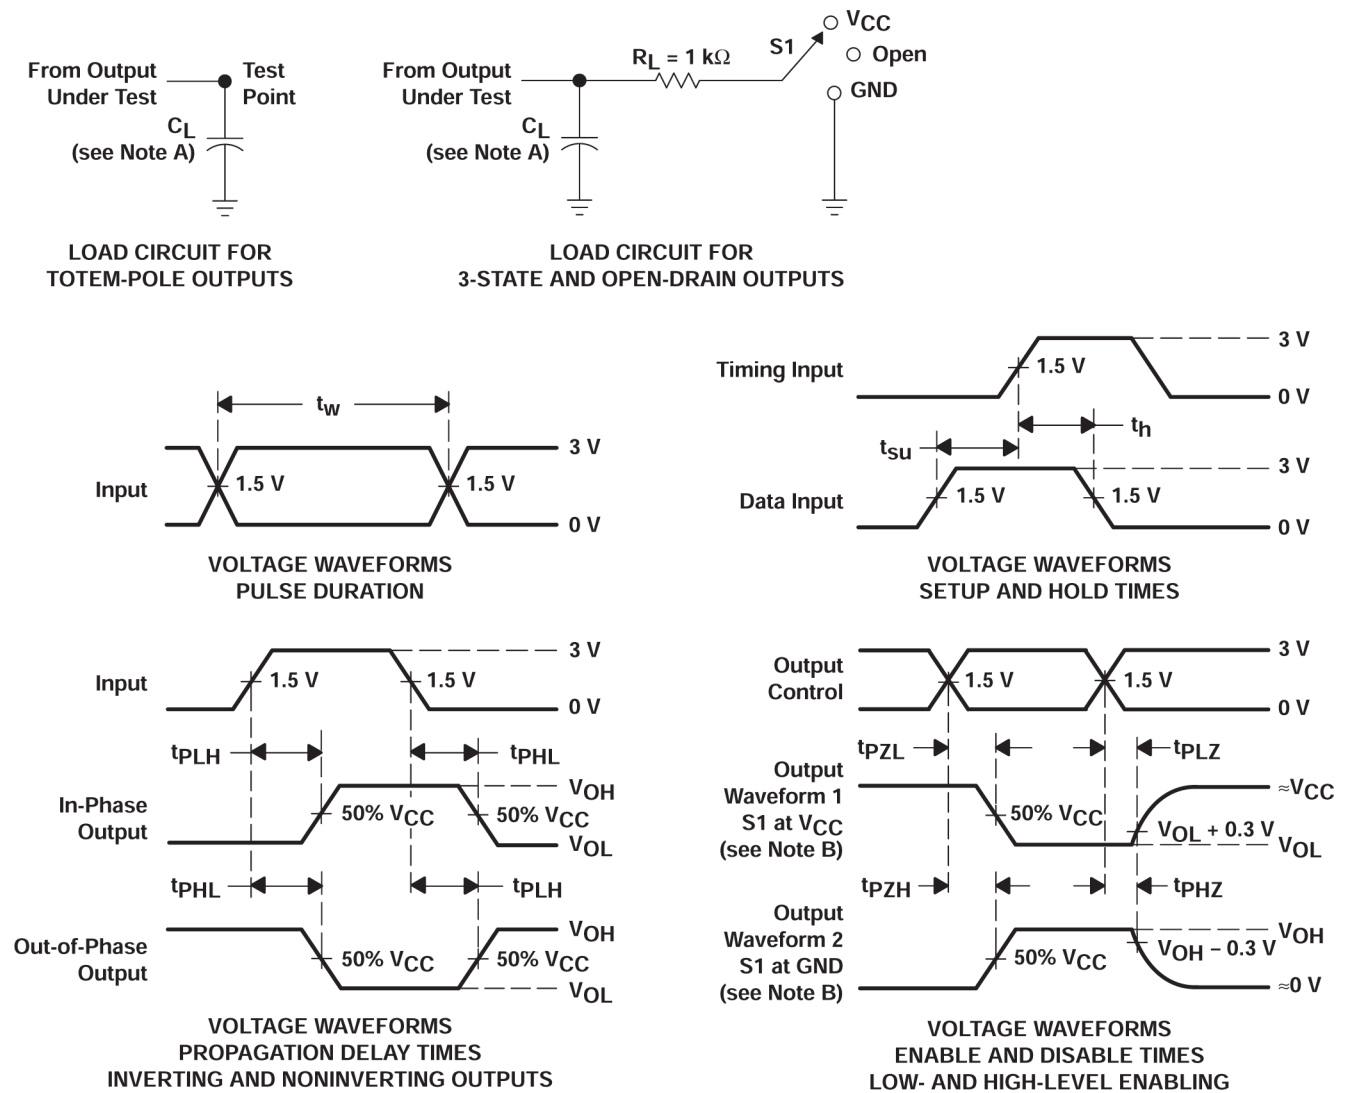 From Output
Under Test
Test
Point
CL
(see Note A)
LOAD CIRCUIT FOR
TOTEM-POLE OUTPUTS
From Output
Under Test
RL = 1 kΩ
S1
VCC
Open
GND
CL
(see Note A)
LOAD CIRCUIT FOR
3-STATE AND OPEN-DRAIN OUTPUTS
tw
Input
1.5 V
1.5 V
3 V
0 V
VOLTAGE WAVEFORMS
PULSE DURATION
Timing Input
1.5 V
3 V
0 V
th
tsu
Data Input
1.5 V
1.5 V
3 V
0 V
VOLTAGE WAVEFORMS
SETUP AND HOLD TIMES
Input
1.5 V
1.5 V
3 V
0 V
tPLH
tPHL
In-Phase
Output
50% VCC
50% VCC
VOH
VOL
tPHL
tPLH
Out-of-Phase
Output
50% VCC
50% VCC
VOH
VOL
VOLTAGE WAVEFORMS
PROPAGATION DELAY TIMES
INVERTING AND NONINVERTING OUTPUTS
Output
Control
1.5 V
1.5 V
3 V
0 V
tPZL
tPLZ
Output
Waveform 1
S1 at VCC
(see Note B)
50% VCC
VOL + 0.3 V
≈VCC
VOL
tPZH
tPHZ
Output
Waveform 2
S1 at GND
(see Note B)
50% VCC
VOH − 0.3 V
VOH
≈0 V
VOLTAGE WAVEFORMS
ENABLE AND DISABLE TIMES
LOW- AND HIGH-LEVEL ENABLING